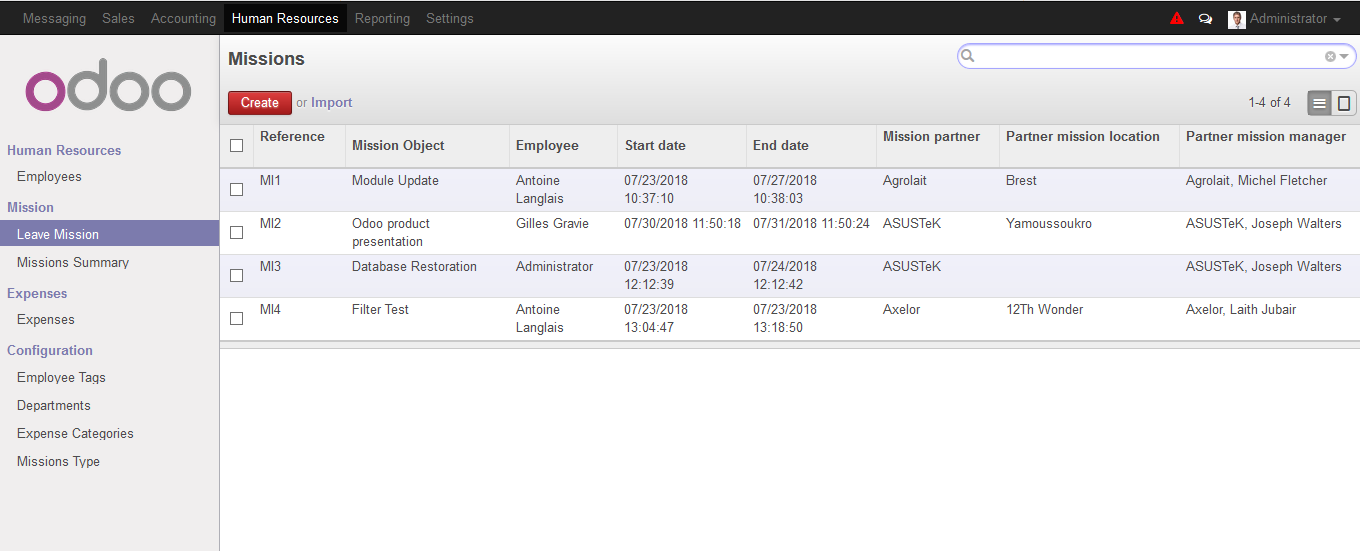 Messaging Sales Accounting Human Resources Reporting Settings Administrator
odoo
Human Resources
Employees
Mission
Leave Mission
Missions Summary
Expenses
Expenses
Configuration
Employee Tags
Departments
Expense Categories
Missions Type
Missions
Create or Import
1-4 of 4
Reference Mission Object Employee Start date End date Mission partner Partner mission location Partner mission manager
MI1 Module Update Antoine 07/23/2018 07/27/2018 Agrolait Brest Agrolait, Michel Fletcher
Langlais 10:37:10 10:38:03
MI2 Odoo product Gilles Gravie 07/30/2018 11:50:18 07/31/2018 11:50:24 ASUSTeK Yamoussoukro ASUSTeK, Joseph Walters
presentation
MI3 Database Restoration Administrator 07/23/2018 07/24/2018 ASUSTeK ASUSTeK, Joseph Walters
12:12:39 12:12:42
MI4 Filter Test Antoine 07/23/2018 07/23/2018 Axelor 12Th Wonder Axelor, Laith Jubair
Langlais 13:04:47 13:18:50